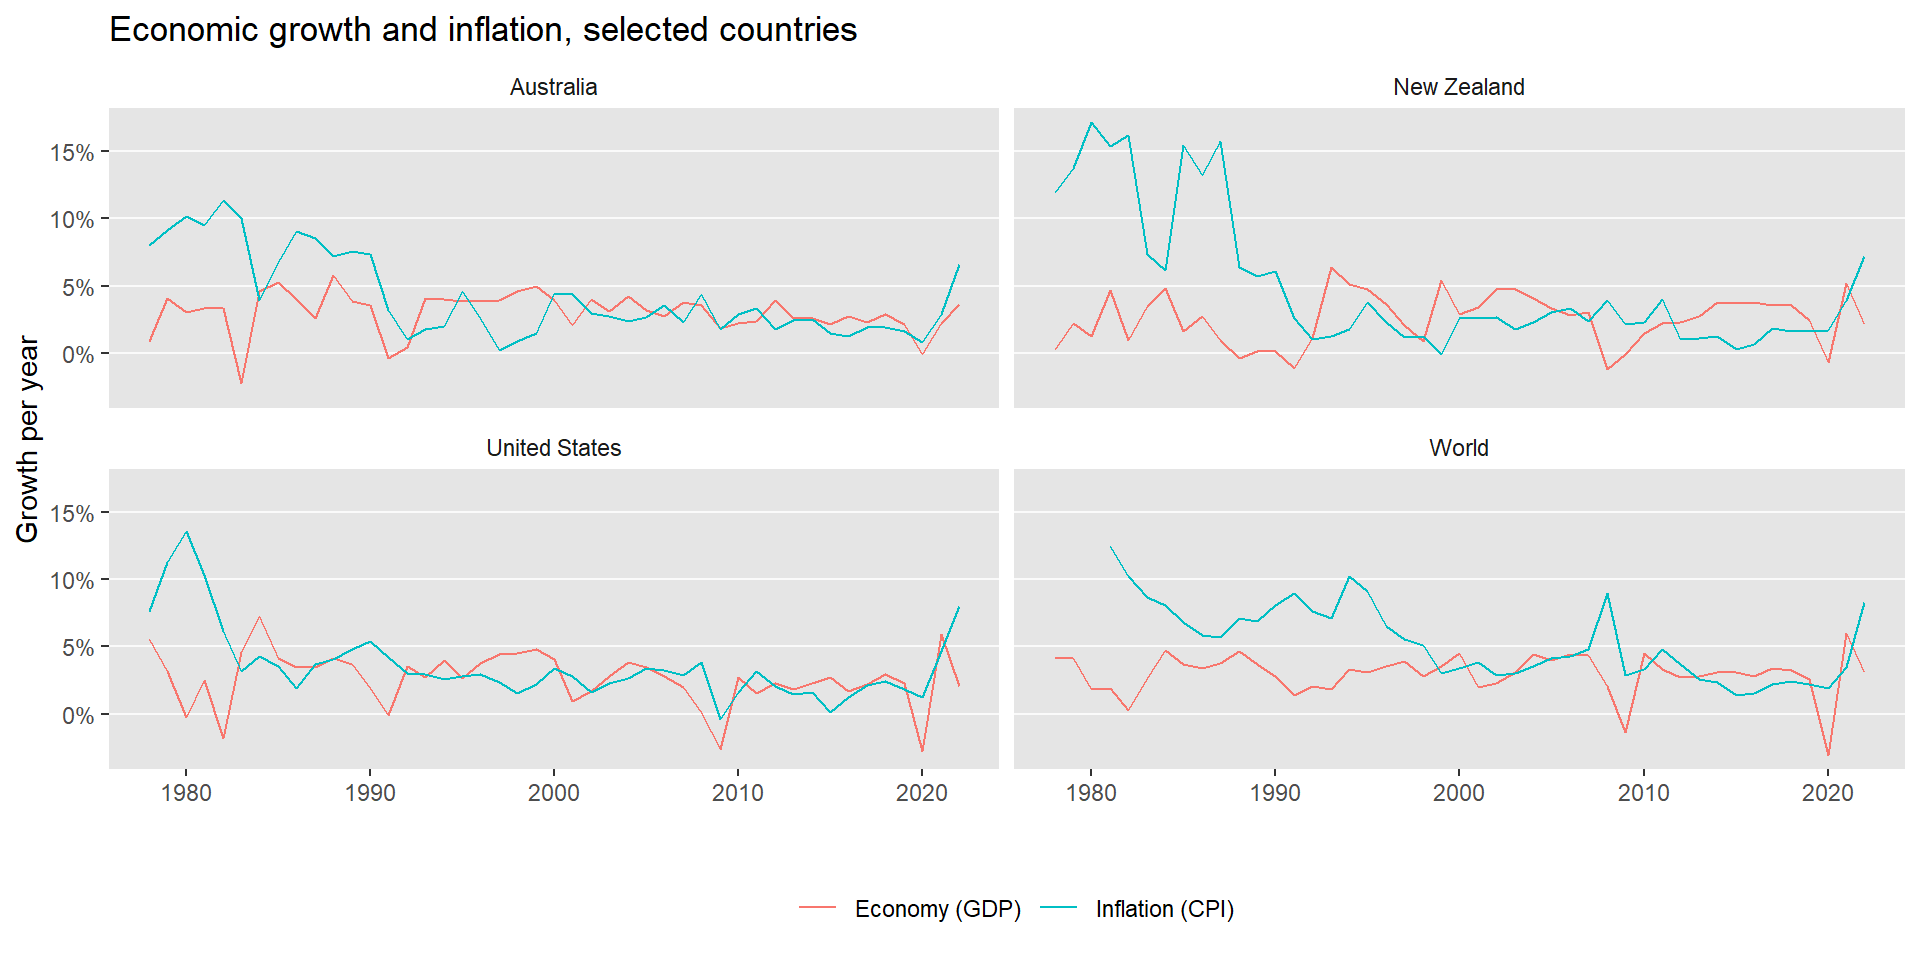 Economic growth and inflation, selected countries
Australia
New Zealand
15%
10%
5%
0%
Growth per year
United States
World
15%
10%
5%
0%
1980 1990 2000 2010 2020
1980 1990 2000 2010 2020
Economy (GDP) Inflation (CPI)